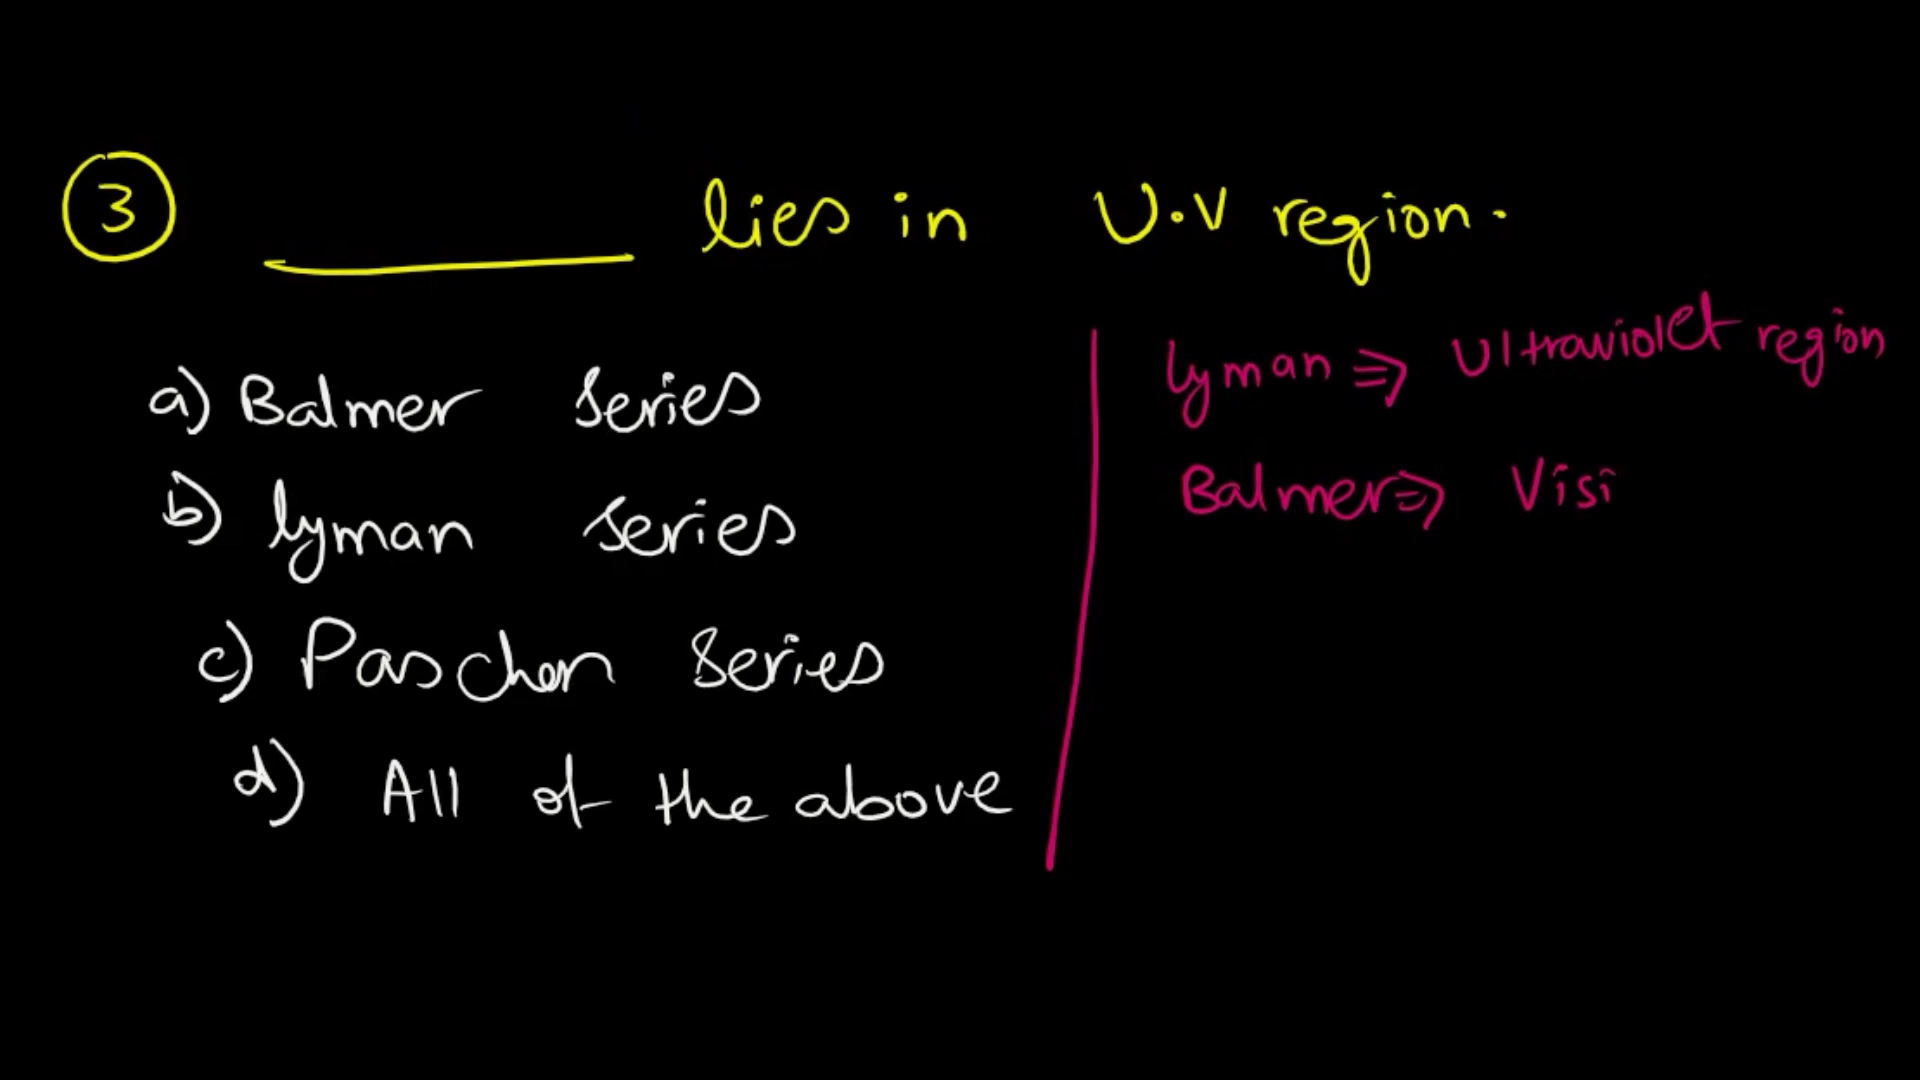 3 ________ lies in U.V region.
a) Balmer series
b) lyman series
c) Paschen series
d) All of the above
lyman ⇒ Ultraviolet region
Balmer ⇒ Visi